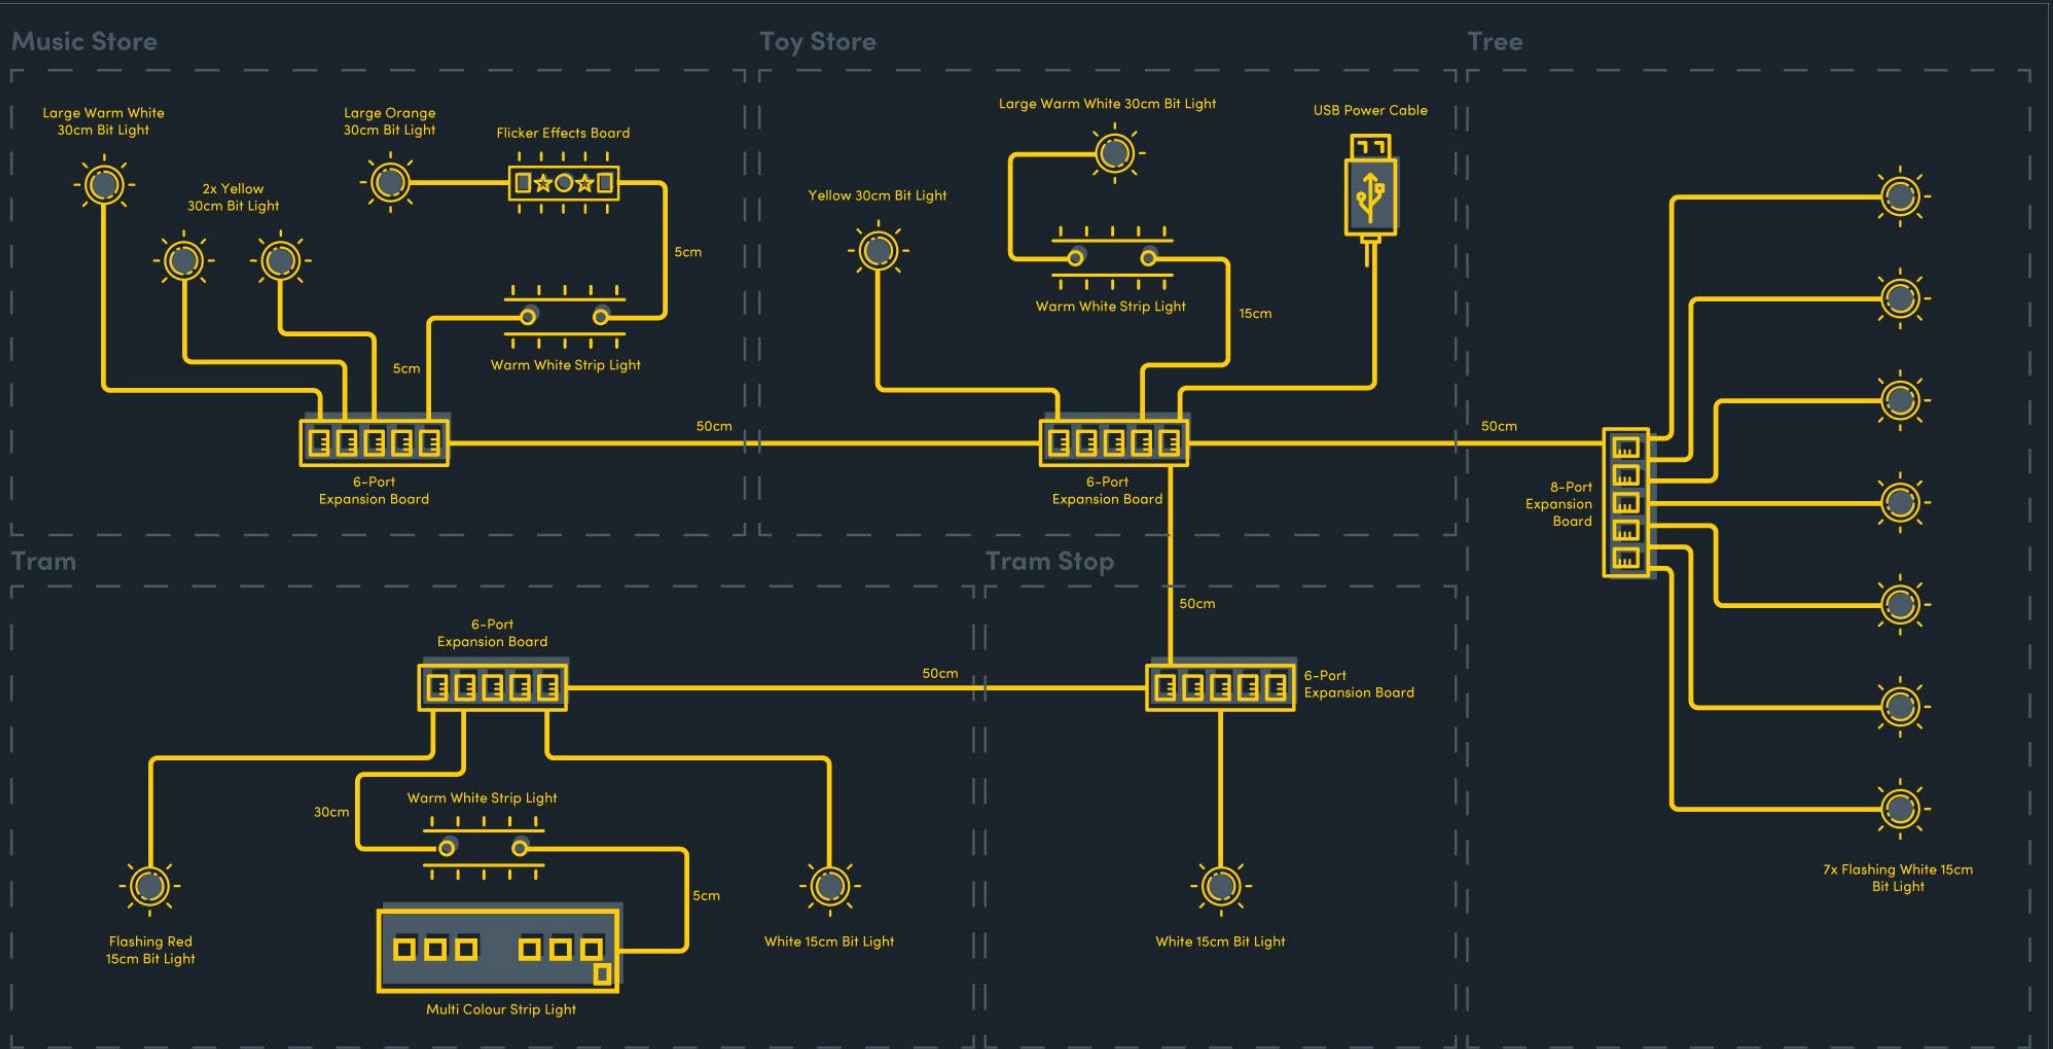 Music Store
Large Warm White
30cm Bit Light
2x Yellow
30cm Bit Light
Large Orange
30cm Bit Light
Flicker Effects Board
5cm
5cm
Warm White Strip Light
6-Port
Expansion Board
50cm
Toy Store
Large Warm White 30cm Bit Light
USB Power Cable
Yellow 30cm Bit Light
Warm White Strip Light
15cm
6-Port
Expansion Board
50cm
Tree
8-Port
Expansion
Board
7x Flashing White 15cm
Bit Light
Tram
6-Port
Expansion Board
50cm
30cm
Warm White Strip Light
5cm
Flashing Red
15cm Bit Light
Multi Colour Strip Light
White 15cm Bit Light
Tram Stop
50cm
6-Port
Expansion Board
White 15cm Bit Light